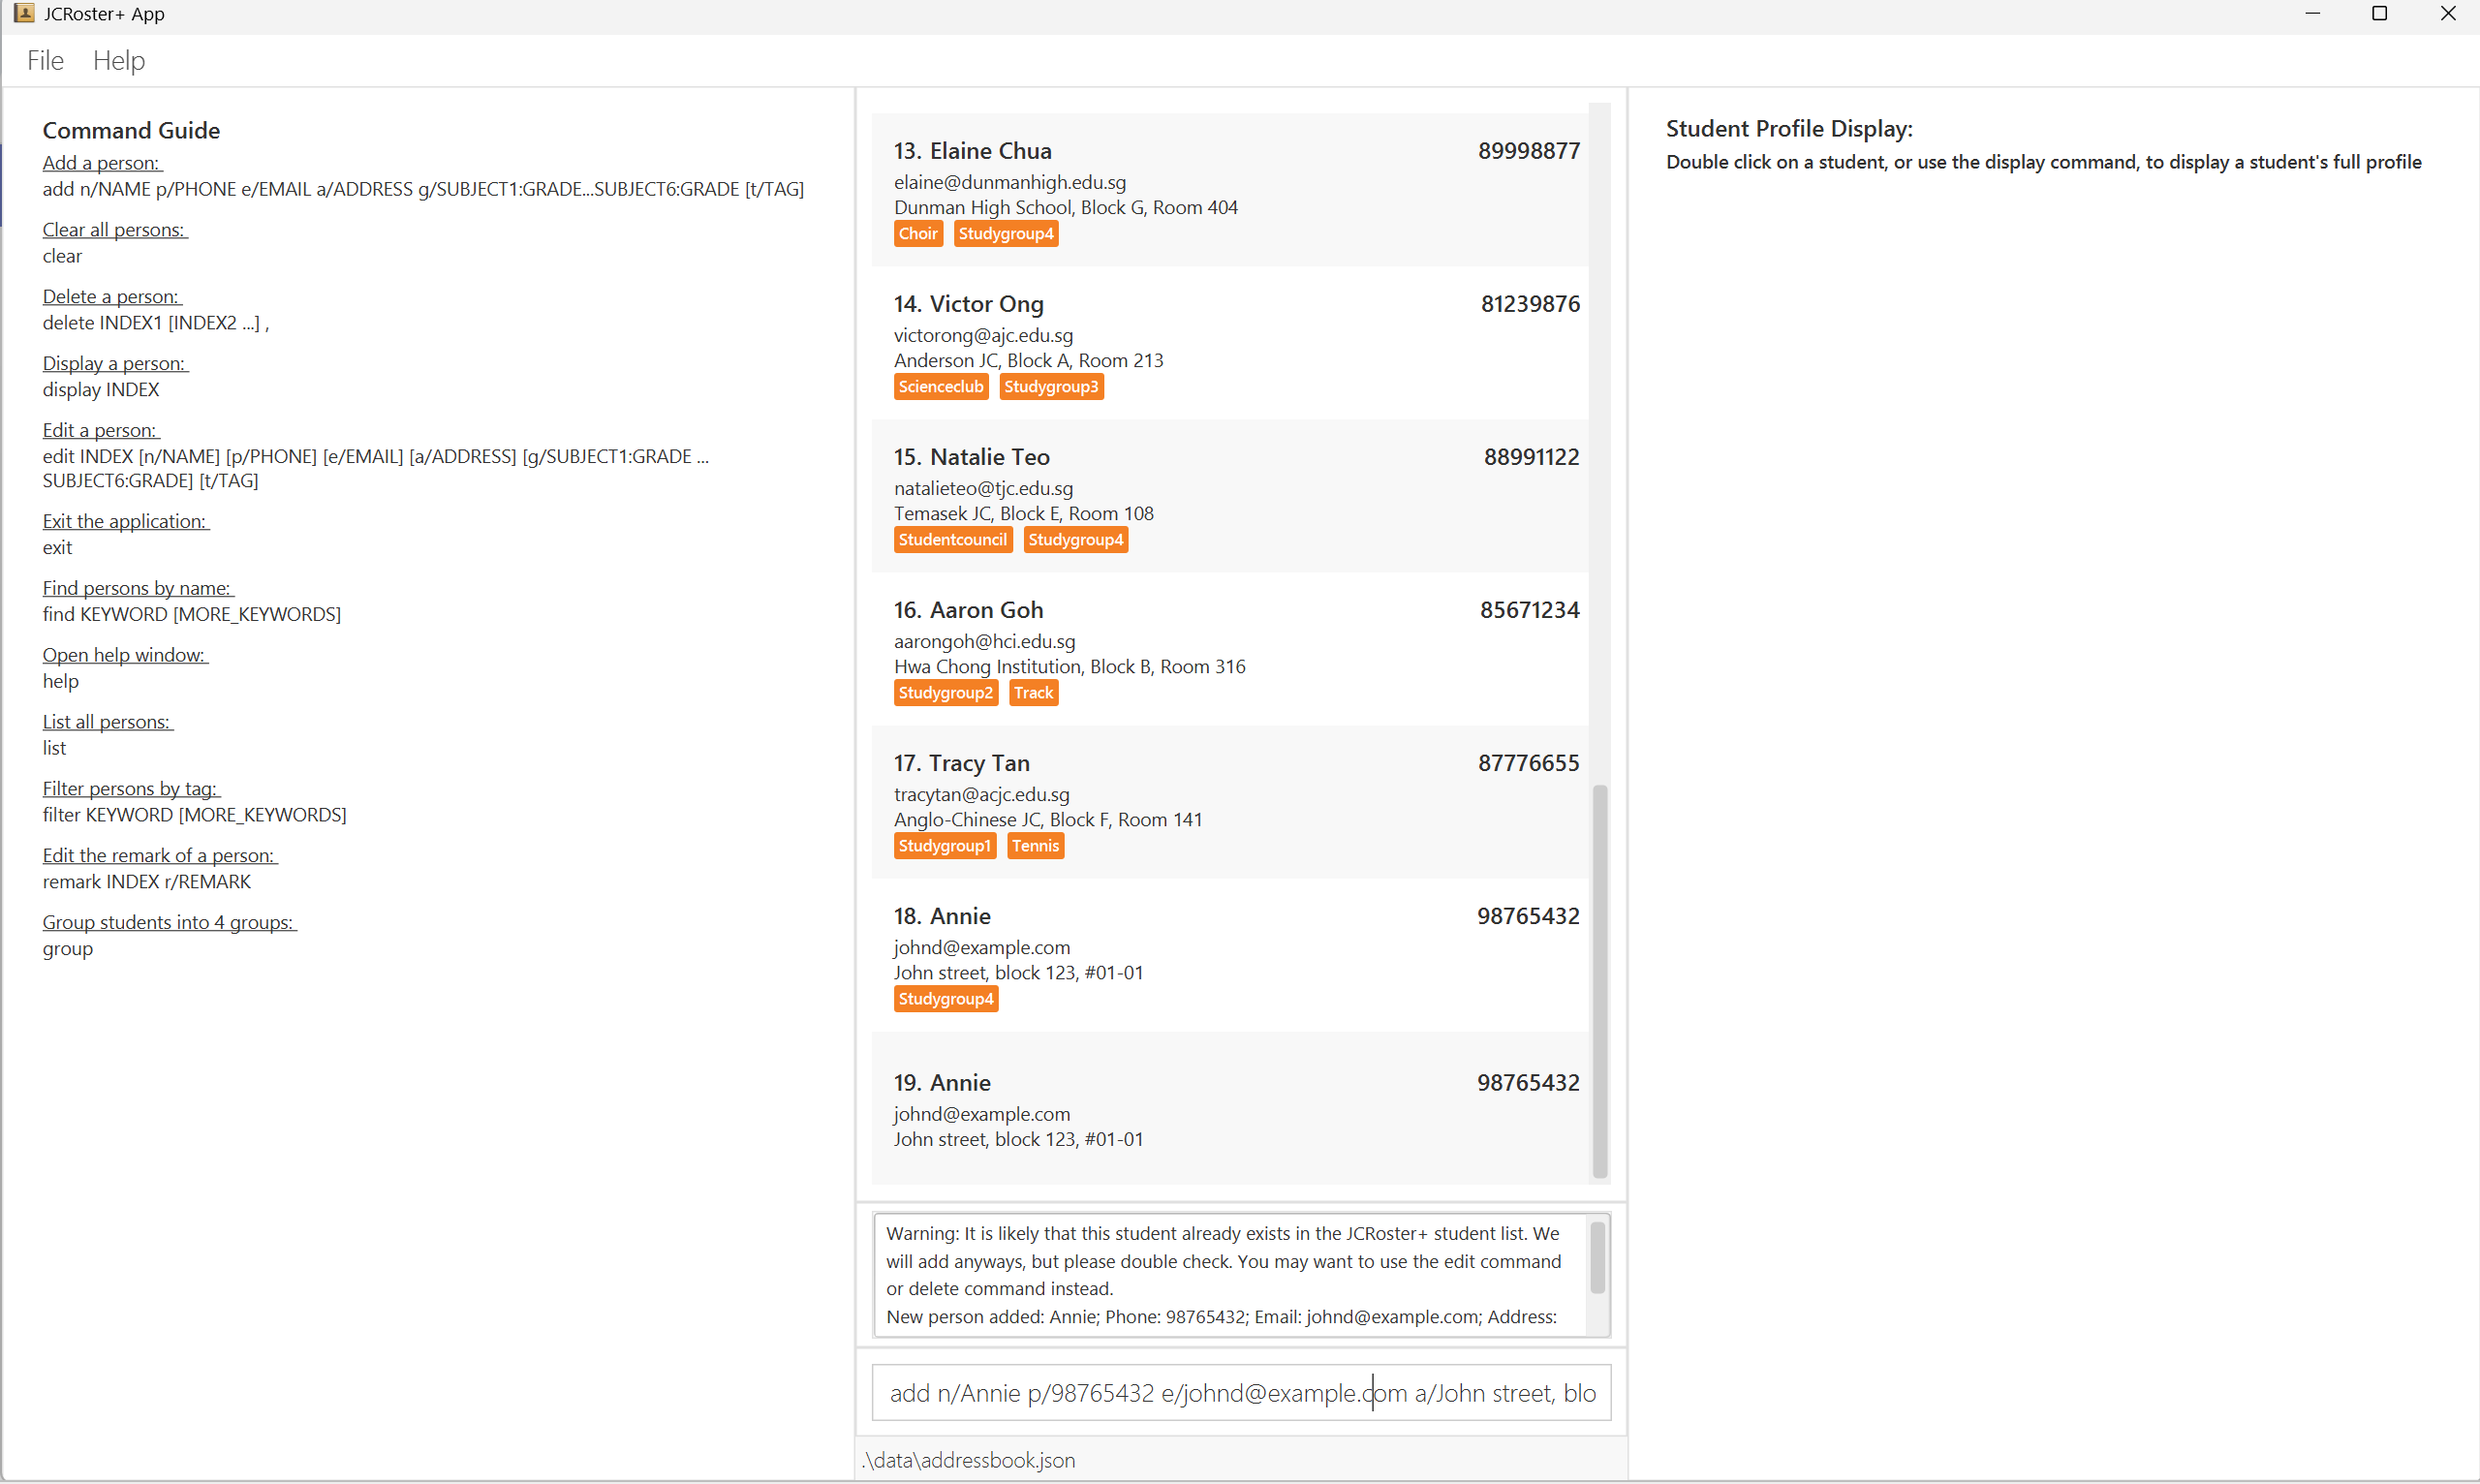 JCRoster+ App
File Help
Command Guide
Add a person:
add n/NAME p/PHONE e/EMAIL a/ADDRESS g/SUBJECT1:GRADE...SUBJECT6:GRADE [t/TAG]
Clear all persons:
clear
Delete a person:
delete INDEX1 [INDEX2 ...] ,
Display a person:
display INDEX
Edit a person:
edit INDEX [n/NAME] [p/PHONE] [e/EMAIL] [a/ADDRESS] [g/SUBJECT1:GRADE ...
SUBJECT6:GRADE] [t/TAG]
Exit the application:
exit
Find persons by name:
find KEYWORD [MORE_KEYWORDS]
Open help window:
help
List all persons:
list
Filter persons by tag:
filter KEYWORD [MORE_KEYWORDS]
Edit the remark of a person:
remark INDEX r/REMARK
Group students into 4 groups:
group
13. Elaine Chua 89998877
elaine@dunmanhigh.edu.sg
Dunman High School, Block G, Room 404
Choir Studygroup4
14. Victor Ong 81239876
victorong@ajc.edu.sg
Anderson JC, Block A, Room 213
Scienceclub Studygroup3
15. Natalie Teo 88991122
natalieteo@tjc.edu.sg
Temasek JC, Block E, Room 108
Studentcouncil Studygroup4
16. Aaron Goh 85671234
aarongoh@hci.edu.sg
Hwa Chong Institution, Block B, Room 316
Studygroup2 Track
17. Tracy Tan 87776655
tracytan@acjc.edu.sg
Anglo-Chinese JC, Block F, Room 141
Studygroup1 Tennis
18. Annie 98765432
johnd@example.com
John street, block 123, #01-01
Studygroup4
19. Annie 98765432
johnd@example.com
John street, block 123, #01-01
Warning: It is likely that this student already exists in the JCRoster+ student list. We
will add anyways, but please double check. You may want to use the edit command
or delete command instead.
New person added: Annie; Phone: 98765432; Email: johnd@example.com; Address:
add n/Annie p/98765432 e/johnd@example.com a/John street, blo
.\data\addressbook.json
Student Profile Display:
Double click on a student, or use the display command, to display a student's full profile